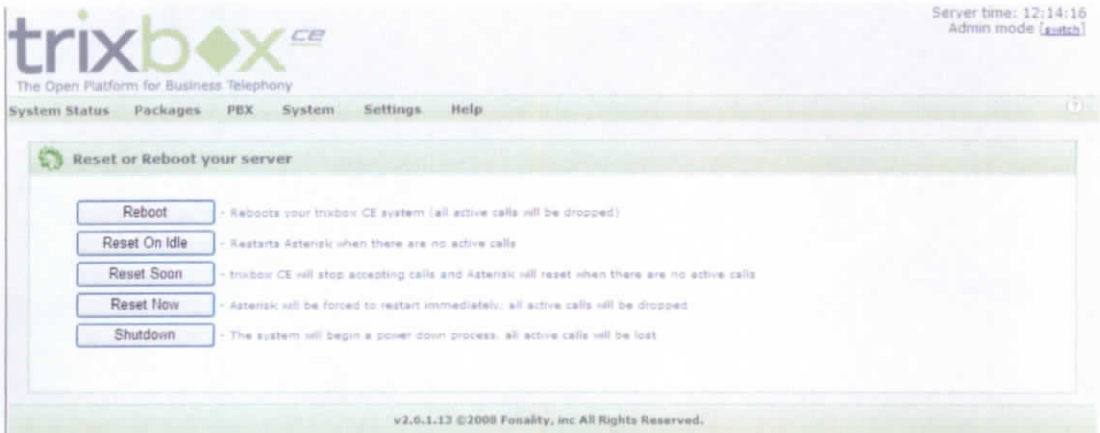 Server time: 12:14:16
Admin mode [switch]
trixbox CE
The Open Platform for Business Telephony
System Status Packages PBX System Settings Help
?
Reset or Reboot your server
Reboot - Reboots your trixbox CE system (all active calls will be dropped)
Reset On Idle - Restarts Asterisk when there are no active calls
Reset Soon - trixbox CE will stop accepting calls and Asterisk will reset when there are no active calls
Reset Now - Asterisk will be forced to restart immediately: all active calls will be dropped
Shutdown - The system will begin a power down process: all active calls will be lost
v2.6.1.13 ©2008 Fonality, inc All Rights Reserved.